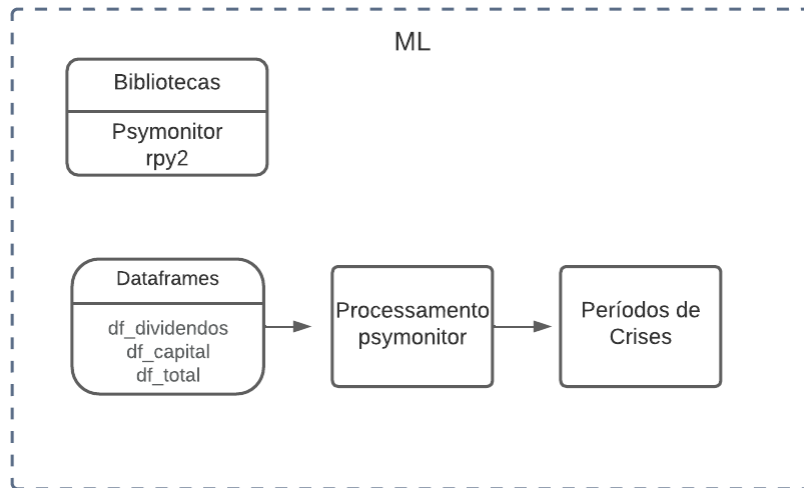 ML
Bibliotecas
Psymonitor
rpy2
Dataframes
df_dividendos
df_capital
df_total
Processamento
psymonitor
Períodos de
Crises